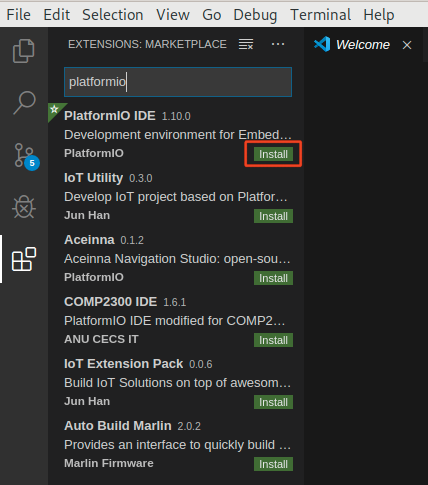 File Edit Selection View Go Debug Terminal Help
EXTENSIONS: MARKETPLACE
Welcome
platformio
PlatformIO IDE 1.10.0
Development environment for Embed...
PlatformIO Install
IoT Utility 0.3.0
Develop IoT project based on Platfor...
Jun Han Install
5
Aceinna 0.1.2
Aceinna Navigation Studio: open-sou...
PlatformIO Install
COMP2300 IDE 1.6.1
PlatformIO IDE modified for COMP2...
ANU CECS IT Install
IoT Extension Pack 0.0.6
Build IoT Solutions on top of awesom...
Jun Han Install
Auto Build Marlin 2.0.2
Provides an interface to quickly build ...
Marlin Firmware Install